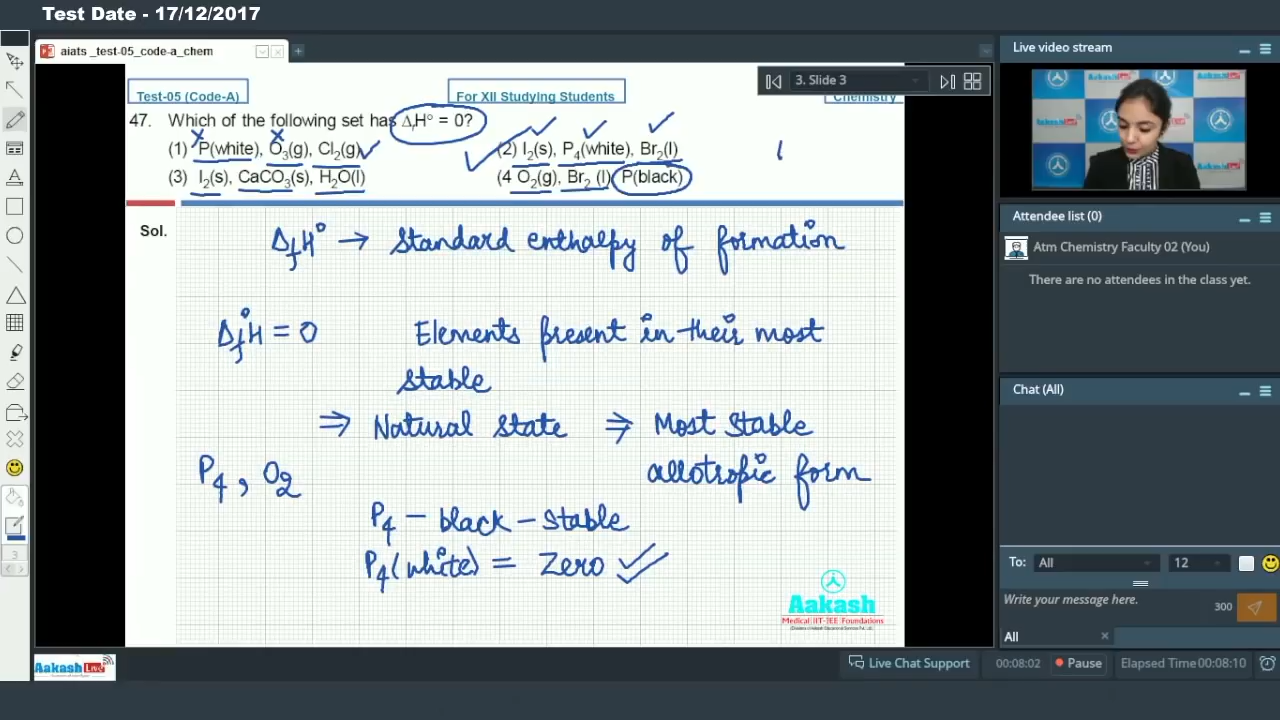 Test Date - 17/12/2017
aiats _test-05_code-a_chem
Live video stream
3. Slide 3
Test-05 (Code-A)
For XII Studying Students
Chemistry
47. Which of the following set has ΔfH° = 0?
(1) P(white), O3(g), Cl2(g)
(2) I2(s), P4(white), Br2(l)
(3) I2(s), CaCO3(s), H2O(l)
(4 O2(g), Br2 (l) P(black)
Sol.
ΔfH° → Standard enthalpy of formation
ΔfH° = 0 Elements present in their most
stable
⇒ Natural state ⇒ Most stable
allotropic form
P4, O2
P4 - black - stable
P4(white) = Zero
Aakash
Medical|IIT-JEE|Foundations
Aakash
Aakash
Attendee list (0)
Atm Chemistry Faculty 02 (You)
There are no attendees in the class yet.
Chat (All)
To: All 12
Write your message here. 300
All
Aakash Live
Live Chat Support 00:08:02 Pause Elapsed Time 00:08:10
3